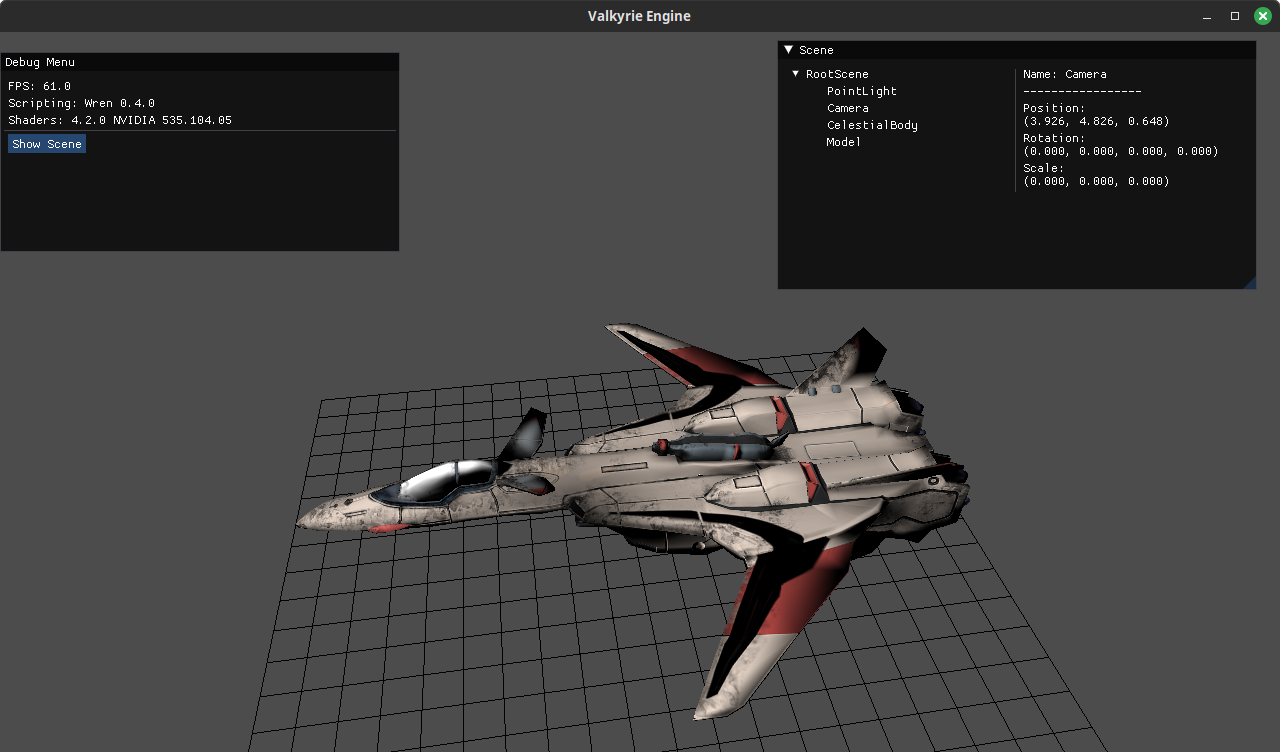 Valkyrie Engine
Debug Menu
FPS: 61.0
Scripting: Wren 0.4.0
Shaders: 4.2.0 NVIDIA 535.104.05
Show Scene
Scene
RootScene
PointLight
Camera
CelestialBody
Model
Name: Camera
-----------------
Position:
(3.926, 4.826, 0.648)
Rotation:
(0.000, 0.000, 0.000, 0.000)
Scale:
(0.000, 0.000, 0.000)